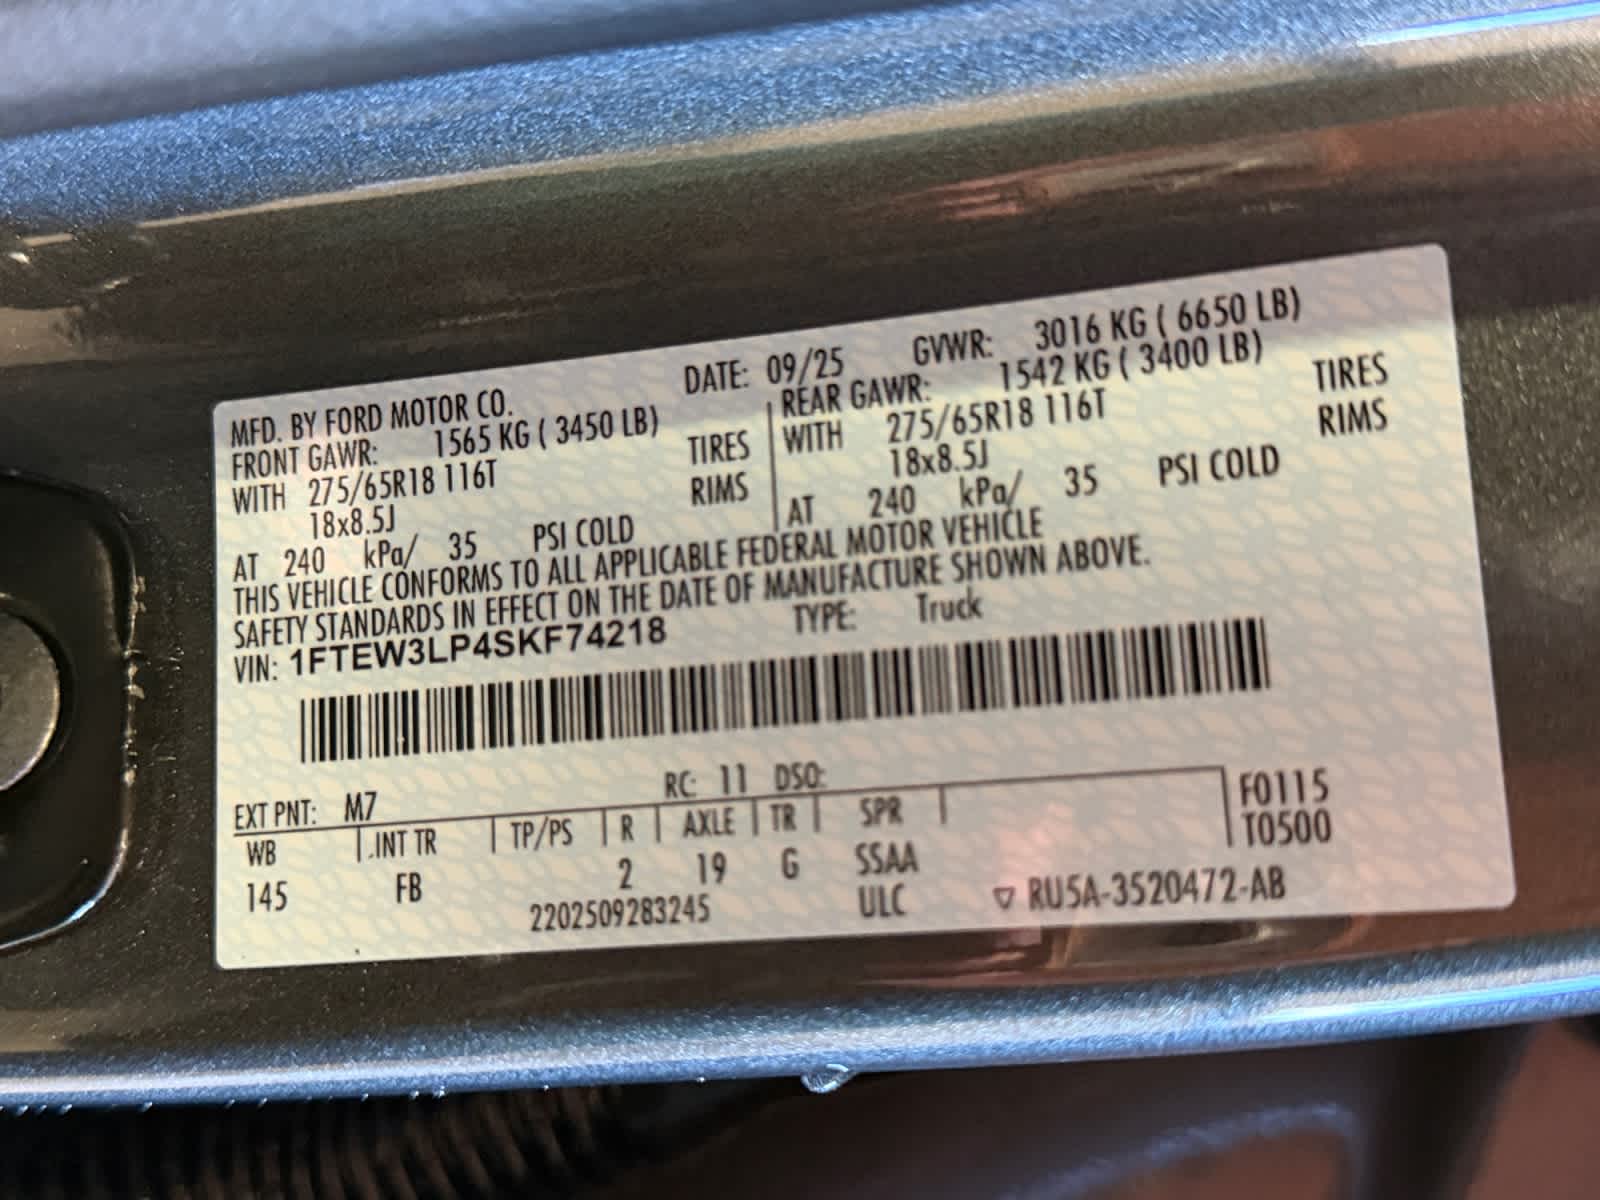 MFD. BY FORD MOTOR CO. DATE: 09/25 GVWR: 3016 KG ( 6650 LB)
FRONT GAWR: 1565 KG ( 3450 LB) REAR GAWR: 1542 KG ( 3400 LB)
WITH 275/65R18 116T TIRES WITH 275/65R18 116T TIRES
18x8.5J RIMS 18x8.5J RIMS
AT 240 kPa/ 35 PSI COLD AT 240 kPa/ 35 PSI COLD
THIS VEHICLE CONFORMS TO ALL APPLICABLE FEDERAL MOTOR VEHICLE
SAFETY STANDARDS IN EFFECT ON THE DATE OF MANUFACTURE SHOWN ABOVE.
VIN: 1FTEW3LP4SKF74218 TYPE: Truck
EXT PNT: M7 RC: 11 DSO: F0115
WB INT TR TP/PS R AXLE TR SPR T0500
145 FB 2 19 G SSAA
2202509283245 ULC ▽ RU5A-3520472-AB